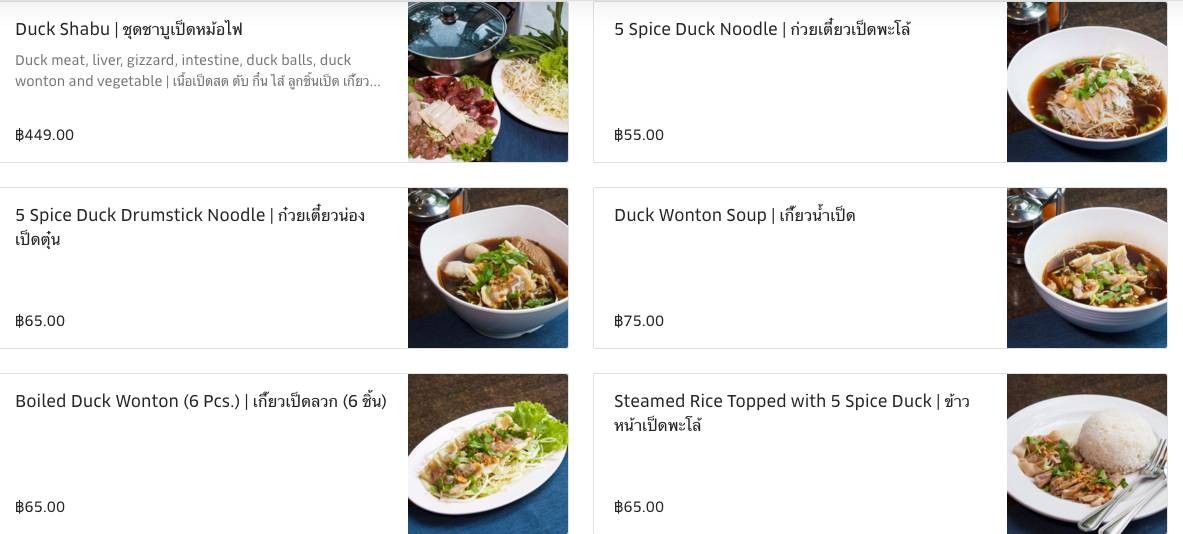 Duck Shabu | ชุดชาบูเป็ดหม้อไฟ
Duck meat, liver, gizzard, intestine, duck balls, duck
wonton and vegetable | เนื้อเป็ดสด ตับ กึ๋น ไส้ ลูกชิ้นเป็ด เกี๊ยว...
฿449.00
5 Spice Duck Noodle | ก๋วยเตี๋ยวเป็ดพะโล้
฿55.00
5 Spice Duck Drumstick Noodle | ก๋วยเตี๋ยวน่อง
เป็ดตุ๋น
฿65.00
Duck Wonton Soup | เกี๊ยวน้ำเป็ด
฿75.00
Boiled Duck Wonton (6 Pcs.) | เกี๊ยวเป็ดลวก (6 ชิ้น)
฿65.00
Steamed Rice Topped with 5 Spice Duck | ข้าว
หน้าเป็ดพะโล้
฿65.00